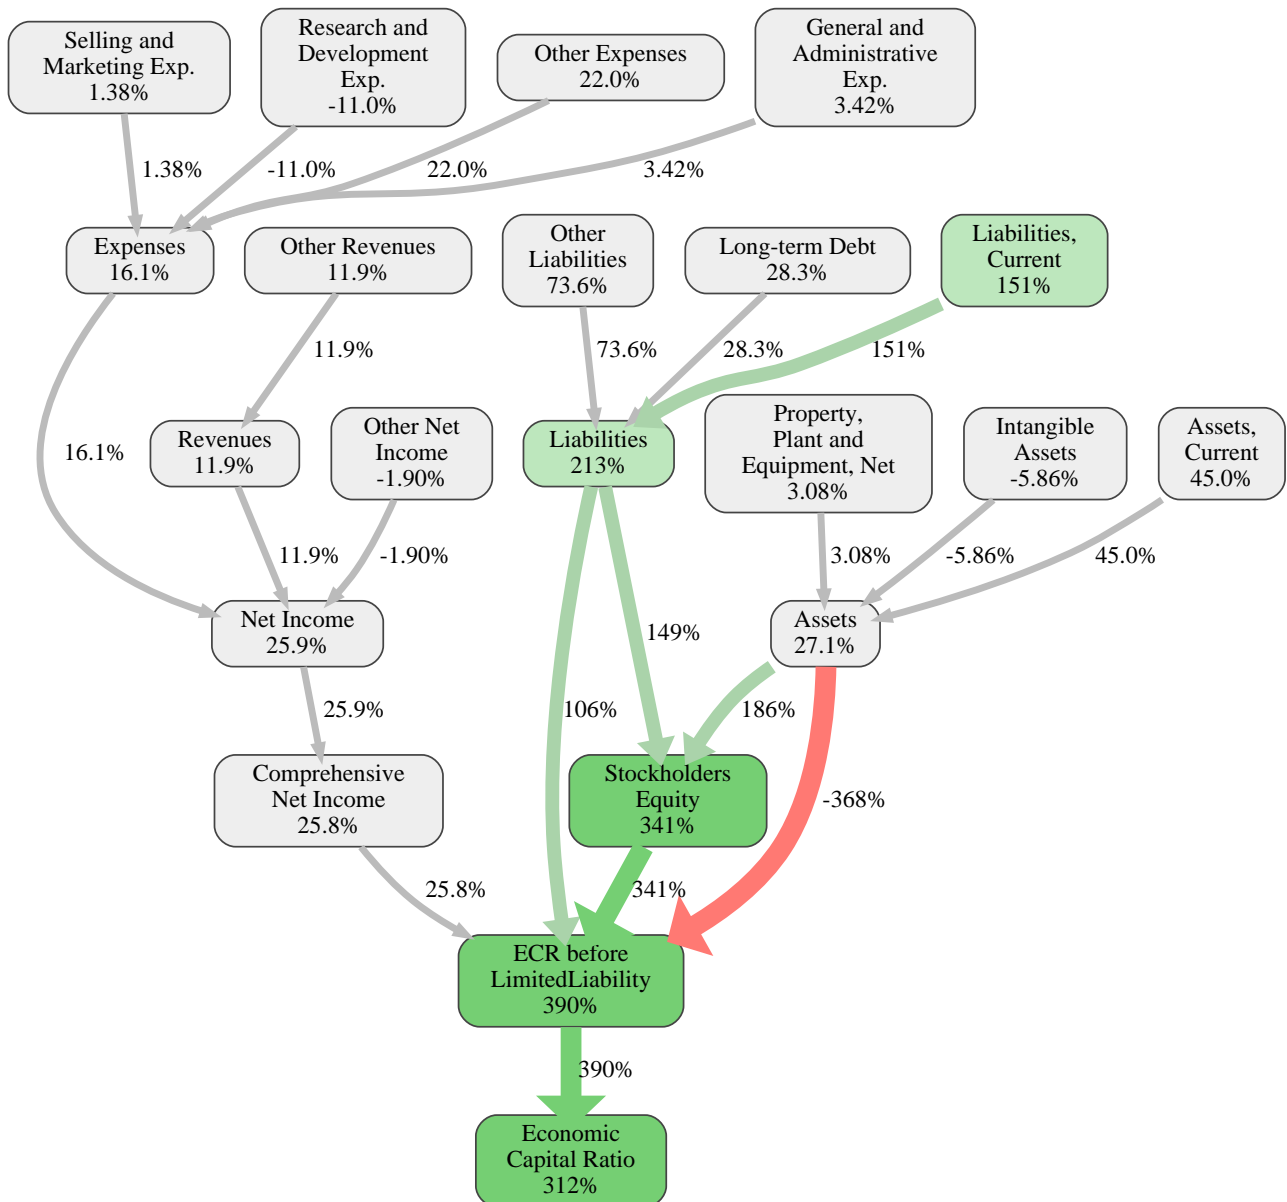 Selling and
Marketing Exp.
1.38%
Research and
Development
Exp.
-11.0%
Other Expenses
22.0%
General and
Administrative
Exp.
3.42%
1.38%
-11.0%
22.0%
3.42%
Expenses
16.1%
Other Revenues
11.9%
Other
Liabilities
73.6%
Long-term Debt
28.3%
Liabilities,
Current
151%
11.9%
73.6%
28.3%
151%
16.1%
Revenues
11.9%
Other Net
Income
-1.90%
Liabilities
213%
Property,
Plant and
Equipment, Net
3.08%
Intangible
Assets
-5.86%
Assets,
Current
45.0%
11.9%
-1.90%
3.08%
-5.86%
45.0%
Net Income
25.9%
149%
Assets
27.1%
25.9%
106%
186%
Comprehensive
Net Income
25.8%
Stockholders
Equity
341%
-368%
25.8%
341%
ECR before
LimitedLiability
390%
390%
Economic
Capital Ratio
312%